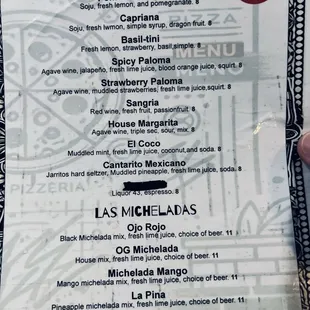 Soju, fresh lemon, and pomegranate. 8
Capriana
Soju, fresh lwmon, simple syrup, dragon fruit. 8
Basil-tini
Fresh lemon, strawberry, basil,simple. 8
MENU
Spicy Paloma
Agave wine, jalapeño, fresh lime juice, blood orange juice, squirt. 8
Strawberry Paloma
Agave wine, muddled strawberries, fresh lime juice,squirt. 8
Sangria
Red wine, fresh fruit, passionfruit. 8
House Margarita
Agave wine, triple sec, sour, mix. 8
El Coco
Muddled mint, fresh lime juice, coconut,and soda. 8
Cantarito Mexicano
Jarritos hard seltzer, Muddled pineapple, fresh lime juice, soda. 8
PIZZERIA
Liquor 43, espresso. 8
LAS MICHELADAS
Ojo Rojo
Black Michelada mix, fresh lime juice, choice of beer. 11
OG Michelada
House mix, fresh lime juice, choice of beer. 11
Michelada Mango
Mango michelada mix, fresh lime juice, choice of beer. 11
La Pina
Pineapple michelada mix, fresh lime juice, choice of beer. 11